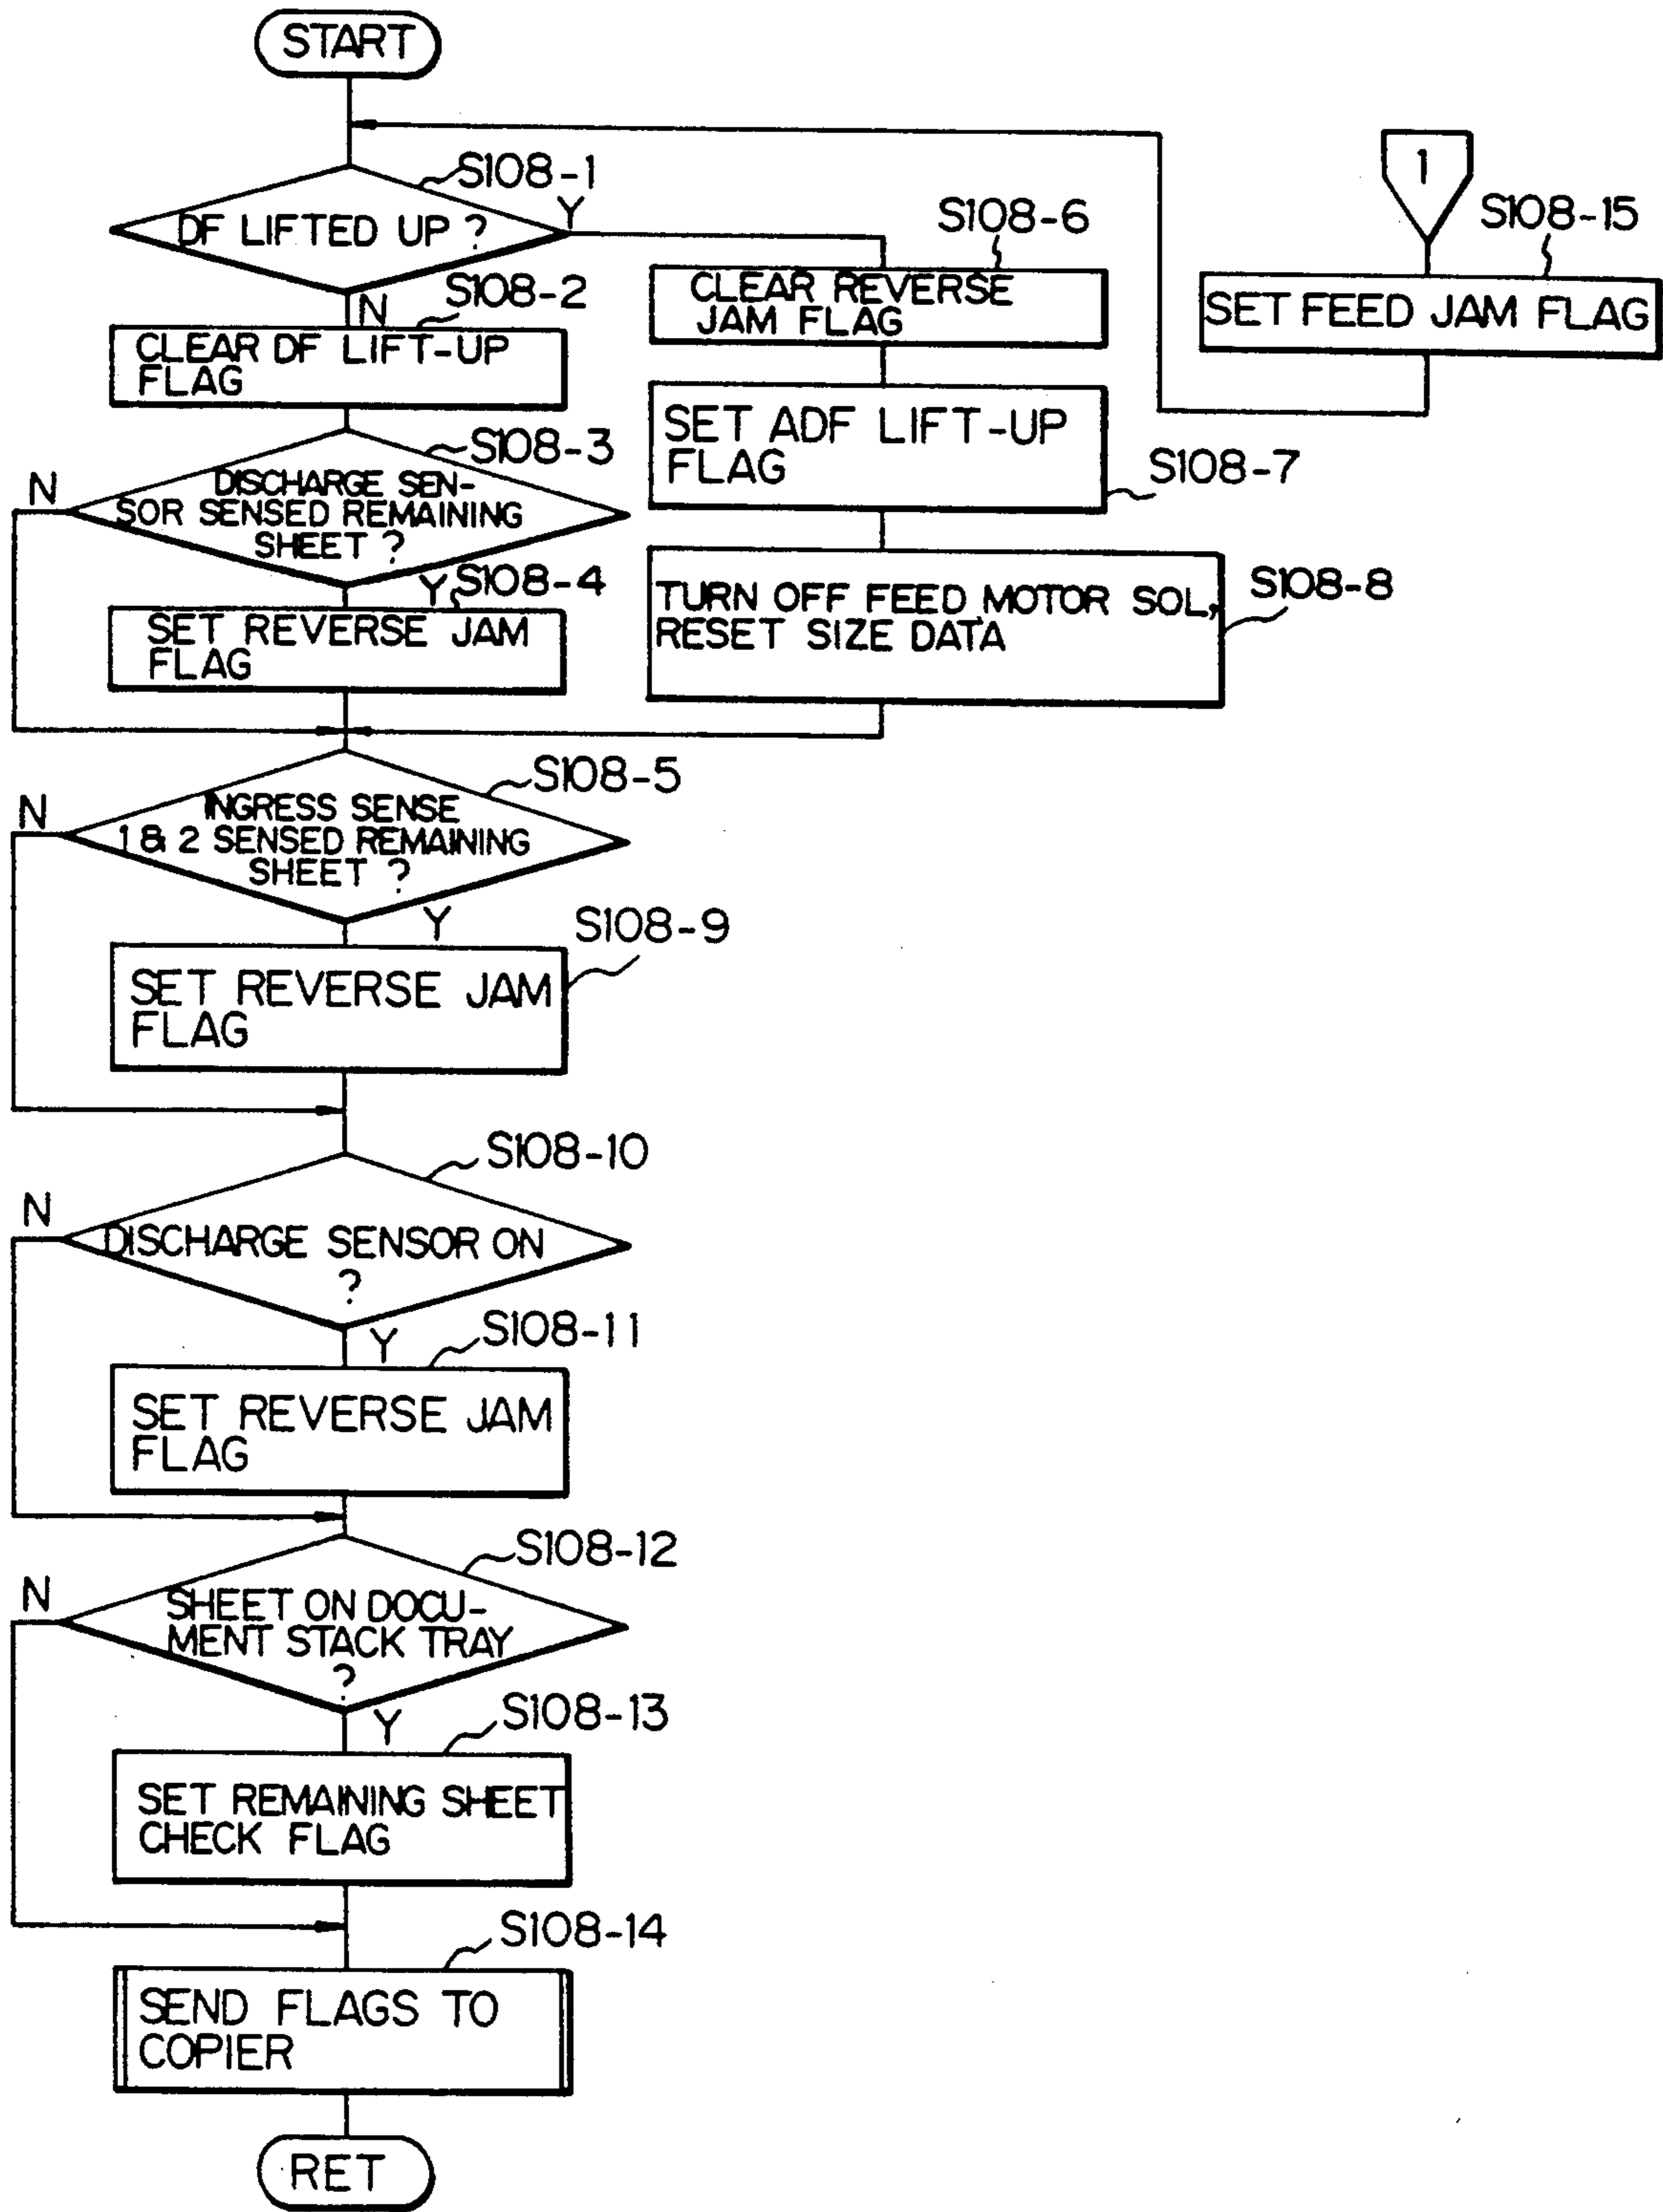 START
S108-1
DF LIFTED UP ?
Y
N
S108-2
CLEAR DF LIFT-UP
FLAG
S108-3
N
DISCHARGE SEN-
SOR SENSED REMAINING
SHEET ?
Y
S108-4
SET REVERSE JAM
FLAG
S108-6
CLEAR REVERSE
JAM FLAG
SET ADF LIFT-UP
FLAG
S108-7
TURN OFF FEED MOTOR SOL,
RESET SIZE DATA
S108-8
1
S108-15
SET FEED JAM FLAG
S108-5
N
INGRESS SENSE
1 & 2 SENSED REMAINING
SHEET ?
Y
S108-9
SET REVERSE JAM
FLAG
S108-10
N
DISCHARGE SENSOR ON
?
Y
S108-11
SET REVERSE JAM
FLAG
S108-12
N
SHEET ON DOCU-
MENT STACK TRAY
?
Y
S108-13
SET REMAINING SHEET
CHECK FLAG
S108-14
SEND FLAGS TO
COPIER
RET